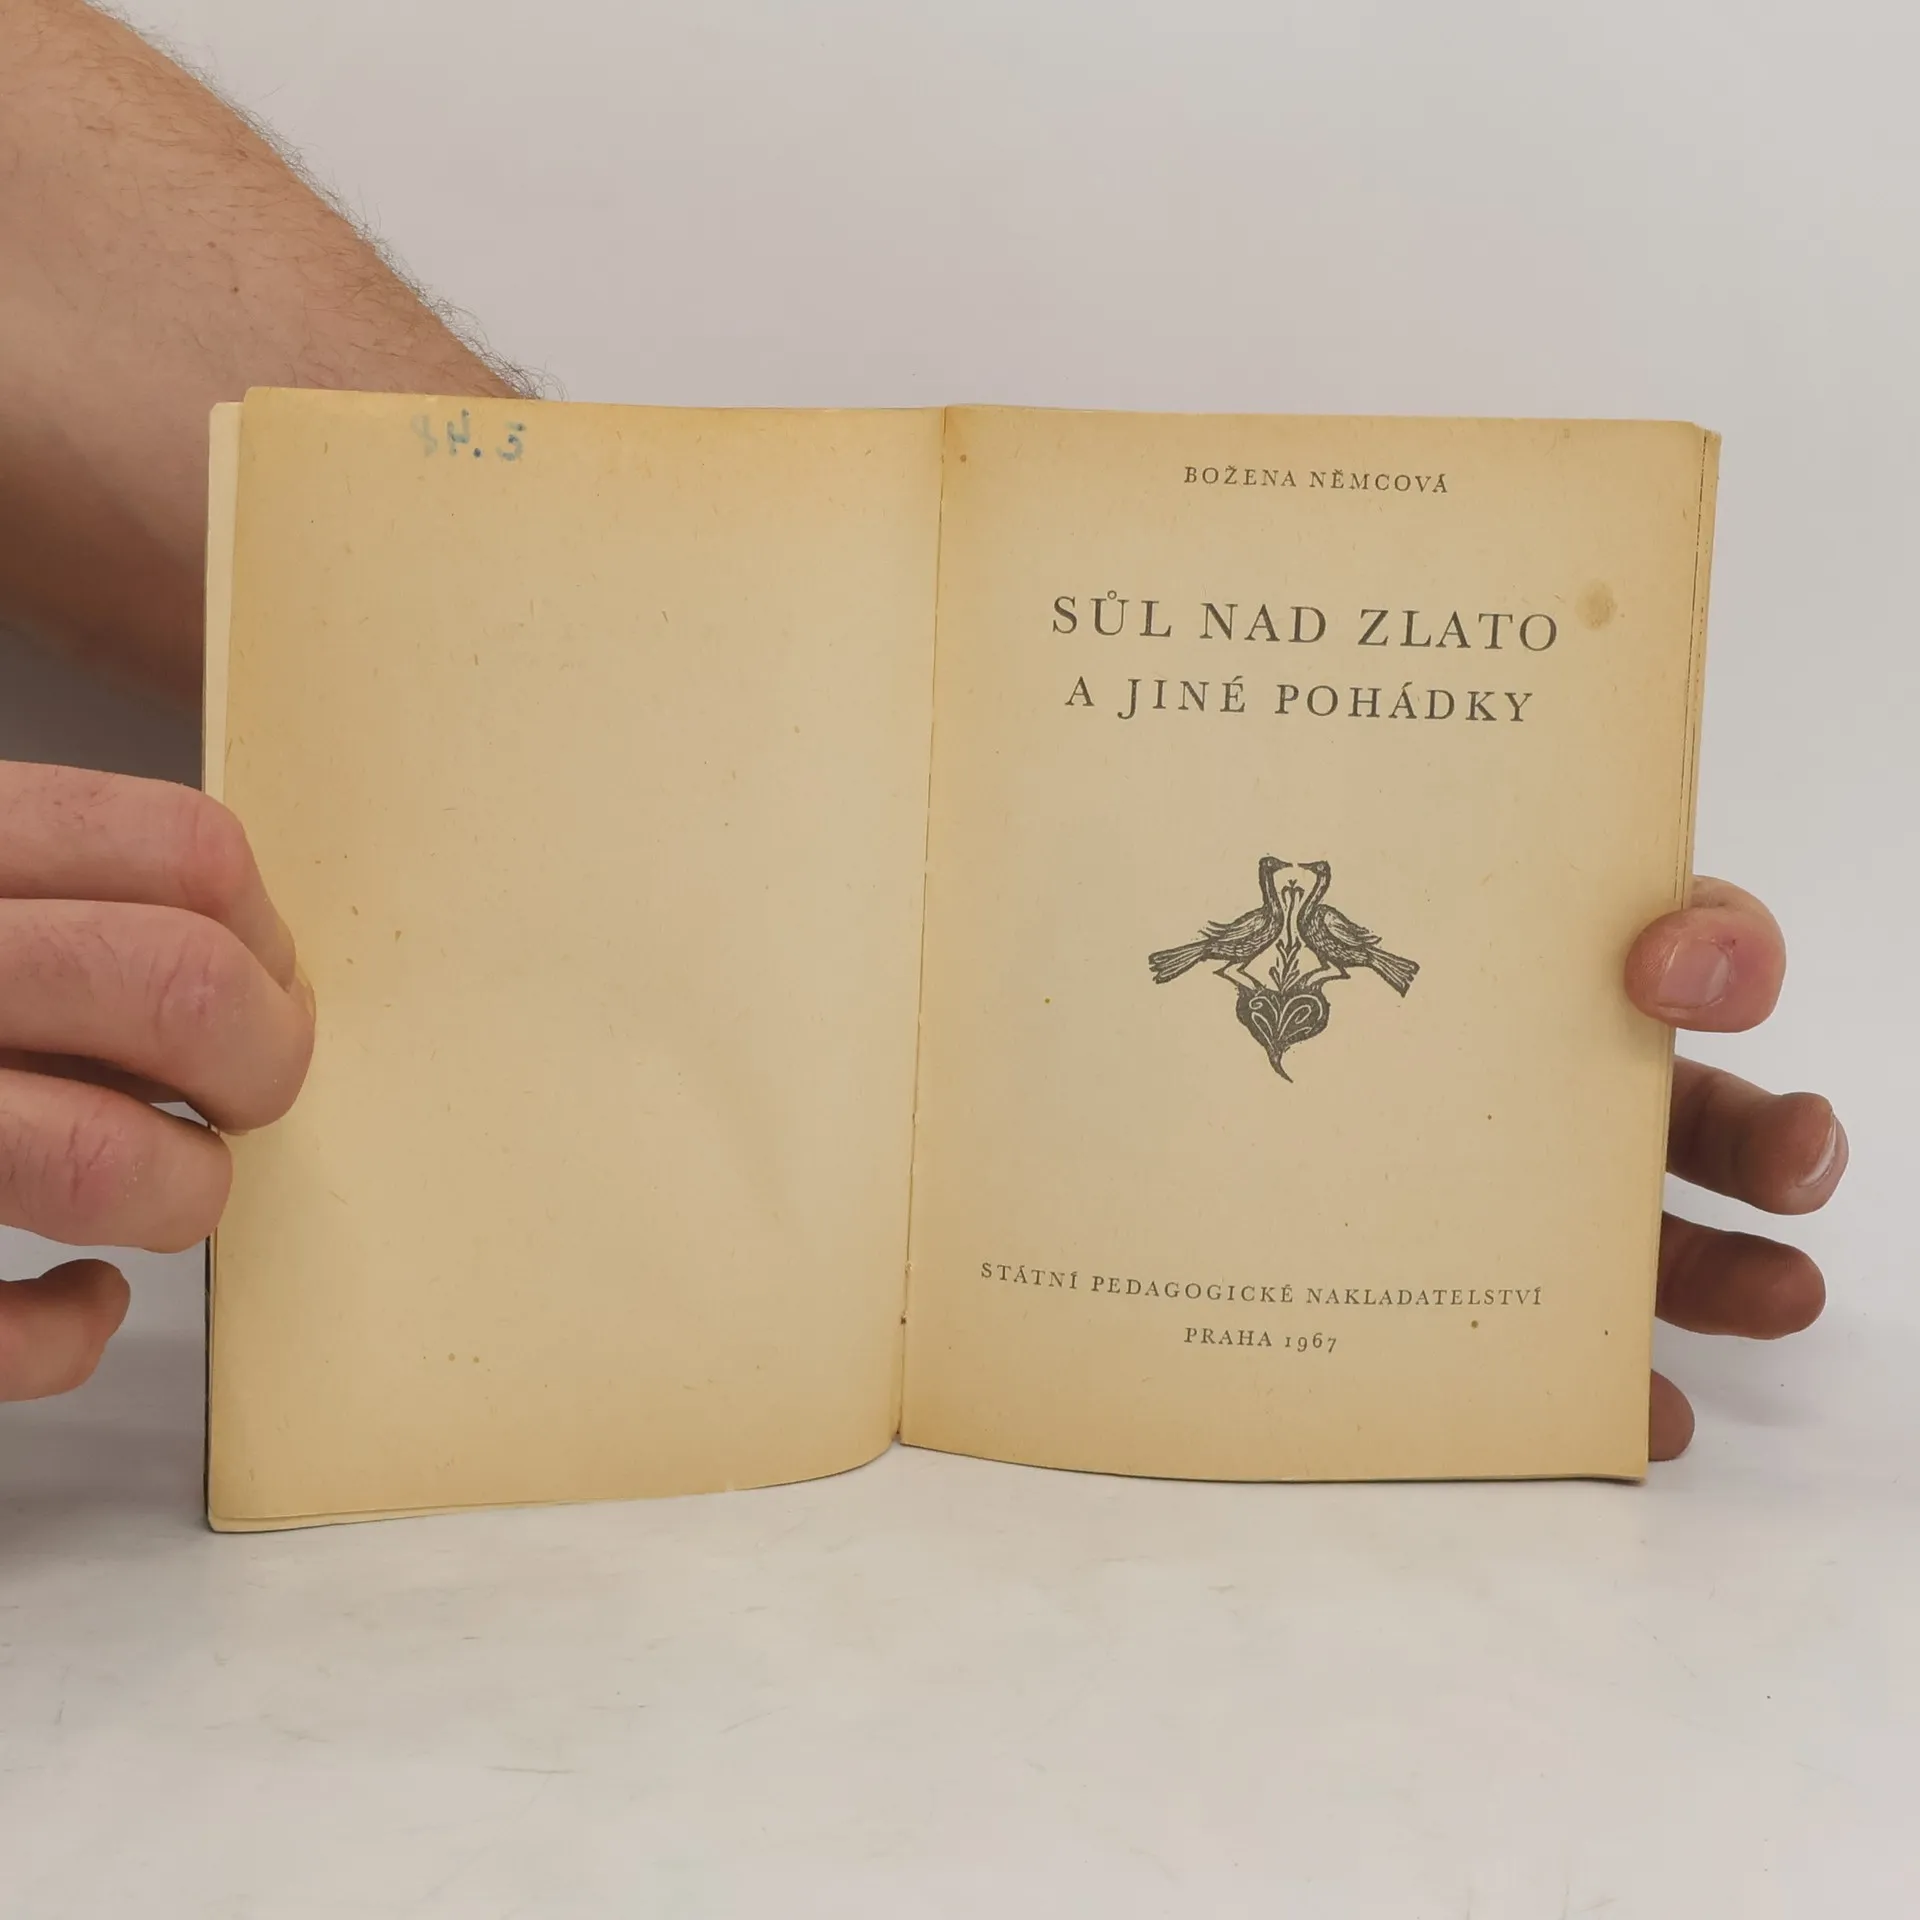 BOŽENA NĚMCOVÁ
SŮL NAD ZLATO
A JINÉ POHÁDKY
STÁTNÍ PEDAGOGICKÉ NAKLADATELSTVÍ
PRAHA 1967